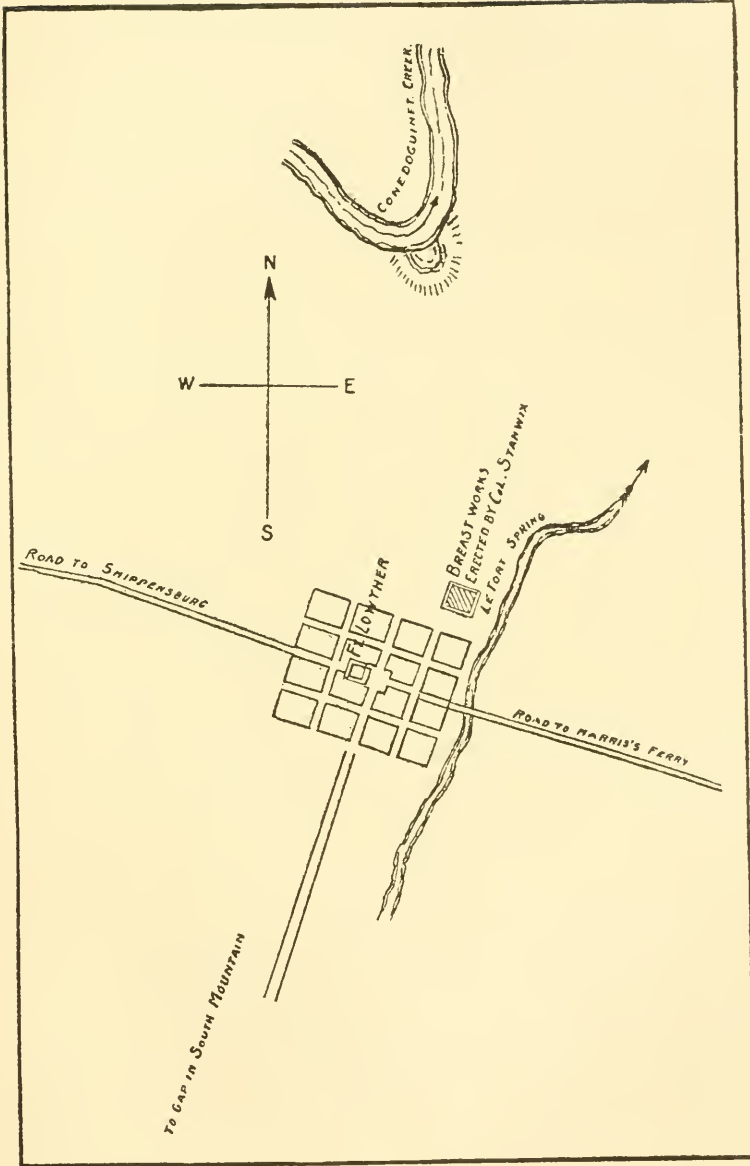 CONEDOGUINET CREEK.
N
W
E
S
BREAST WORKS
ERECTED BY COL. STANWIX
LE TORT SPRING
ROAD TO SHIPPENSBURG
FT. LOWTHER
ROAD TO HARRIS'S FERRY
TO GAP IN SOUTH MOUNTAIN